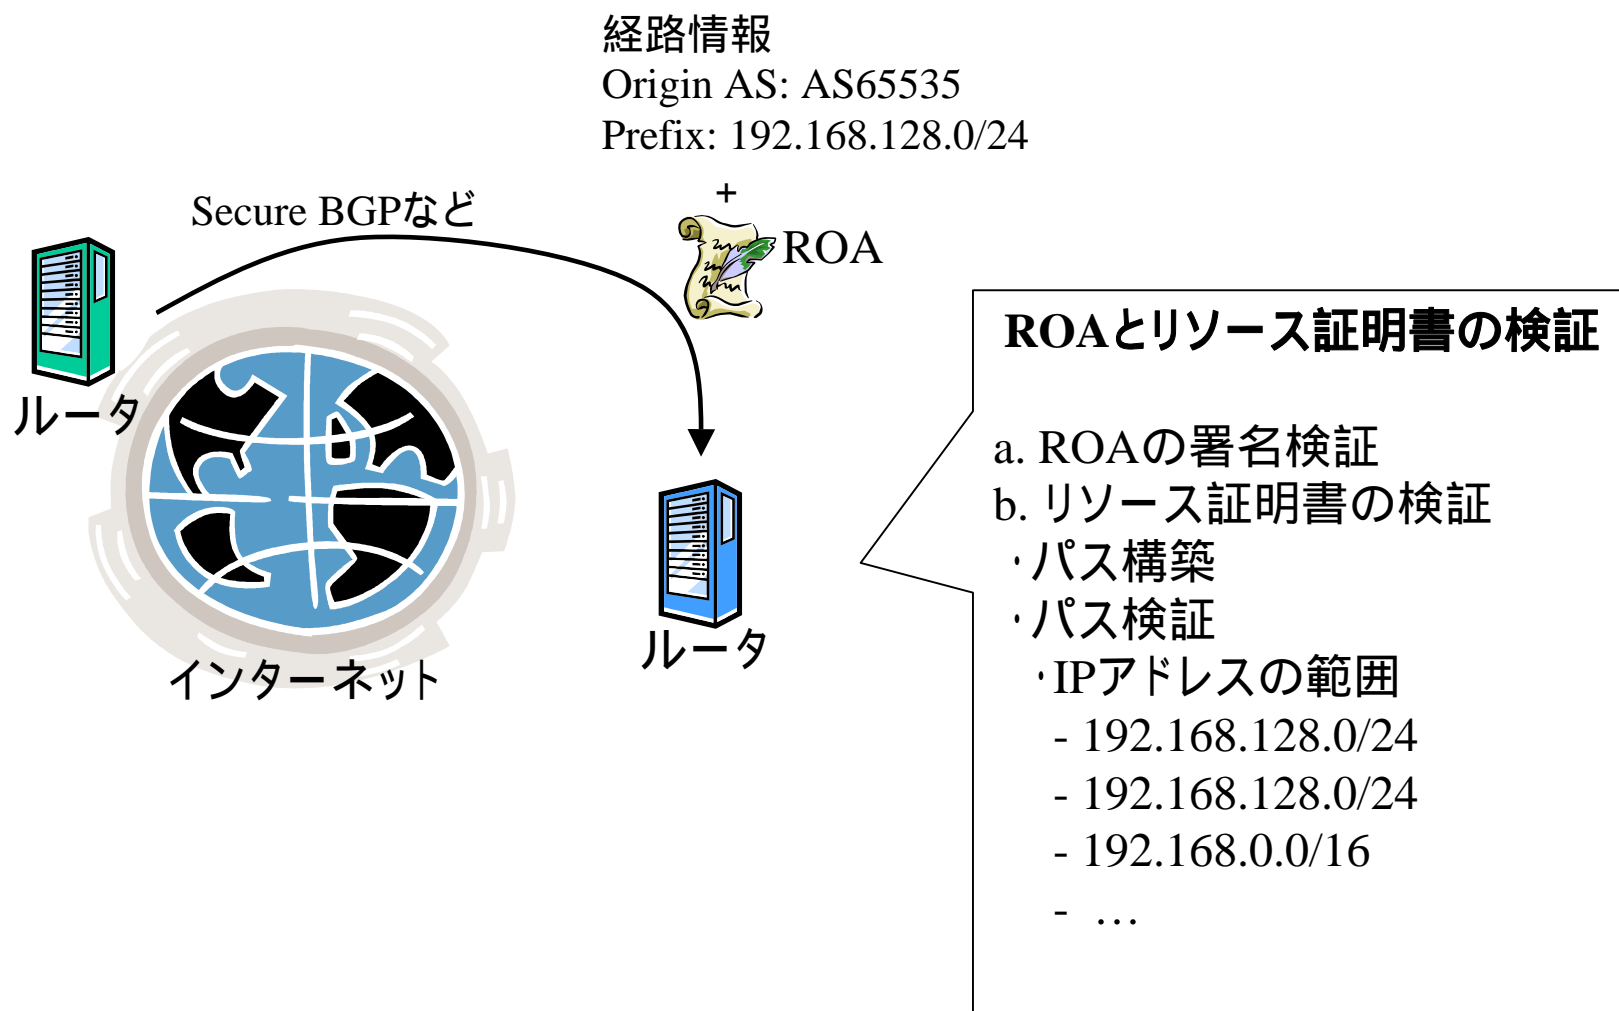 経路情報
Origin AS: AS65535
Prefix: 192.168.128.0/24
+
ROA
Secure BGPなど
ルータ
インターネット
ルータ
ROAとリソース証明書の検証
a. ROAの署名検証
b. リソース証明書の検証
・パス構築
・パス検証
・IPアドレスの範囲
- 192.168.128.0/24
- 192.168.128.0/24
- 192.168.0.0/16
- …